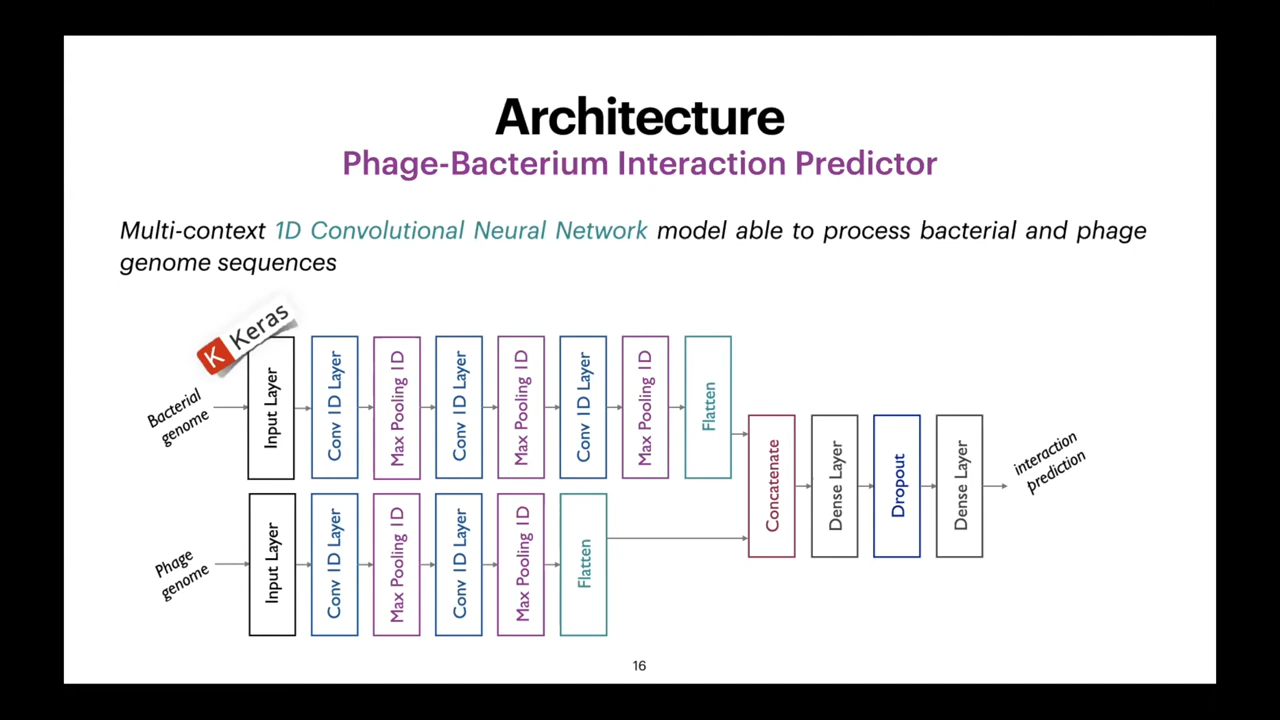 Architecture
Phage-Bacterium Interaction Predictor
Multi-context 1D Convolutional Neural Network model able to process bacterial and phage
genome sequences
K Keras
Bacterial
genome
Input Layer
Conv 1D Layer
Max Pooling 1D
Conv 1D Layer
Max Pooling 1D
Conv 1D Layer
Max Pooling 1D
Flatten
Phage
genome
Input Layer
Conv 1D Layer
Max Pooling 1D
Conv 1D Layer
Max Pooling 1D
Flatten
Concatenate
Dense Layer
Dropout
Dense Layer
interaction
prediction
16